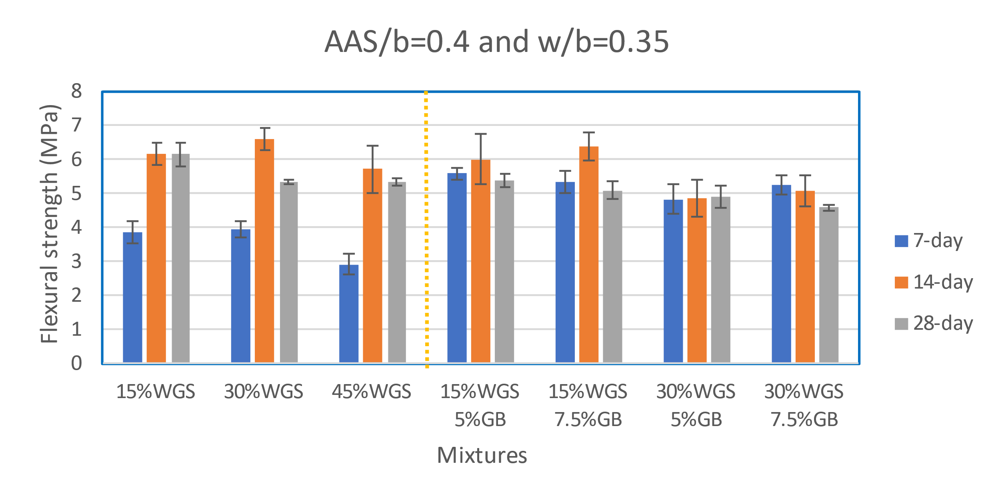 AAS/b=0.4 and w/b=0.35
Flexural strength (MPa)
8
7
6
5
4
3
2
1
0
15%WGS 30%WGS 45%WGS 15%WGS 15%WGS 30%WGS 30%WGS
5%GB 7.5%GB 5%GB 7.5%GB
Mixtures
7-day
14-day
28-day